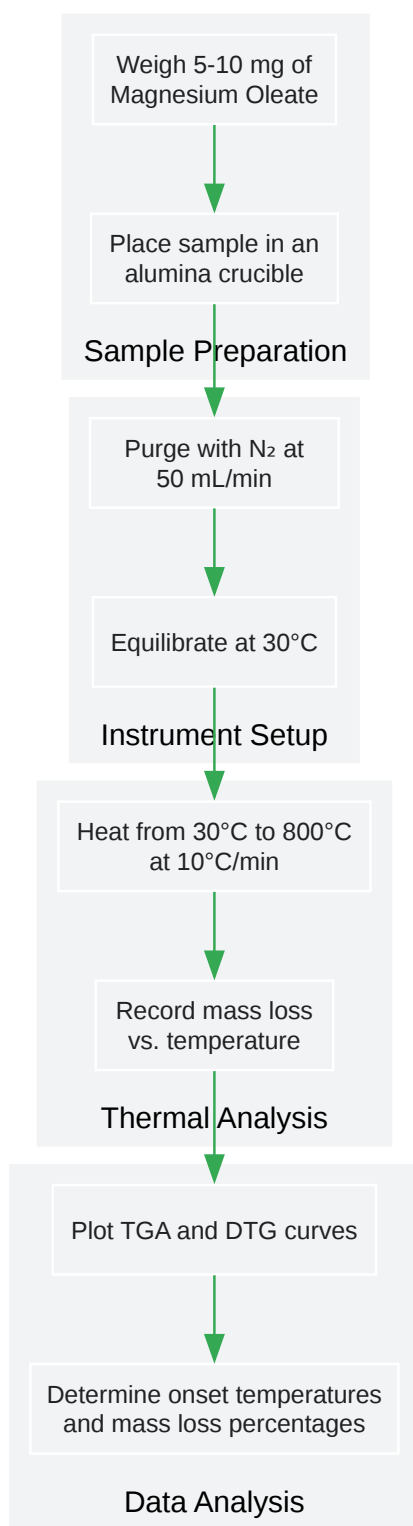 Weigh 5-10 mg of
Magnesium Oleate
Place sample in an
alumina crucible
Sample Preparation
Purge with N₂ at
50 mL/min
Equilibrate at 30°C
Instrument Setup
Heat from 30°C to 800°C
at 10°C/min
Record mass loss
vs. temperature
Thermal Analysis
Plot TGA and DTG curves
Determine onset temperatures
and mass loss percentages
Data Analysis